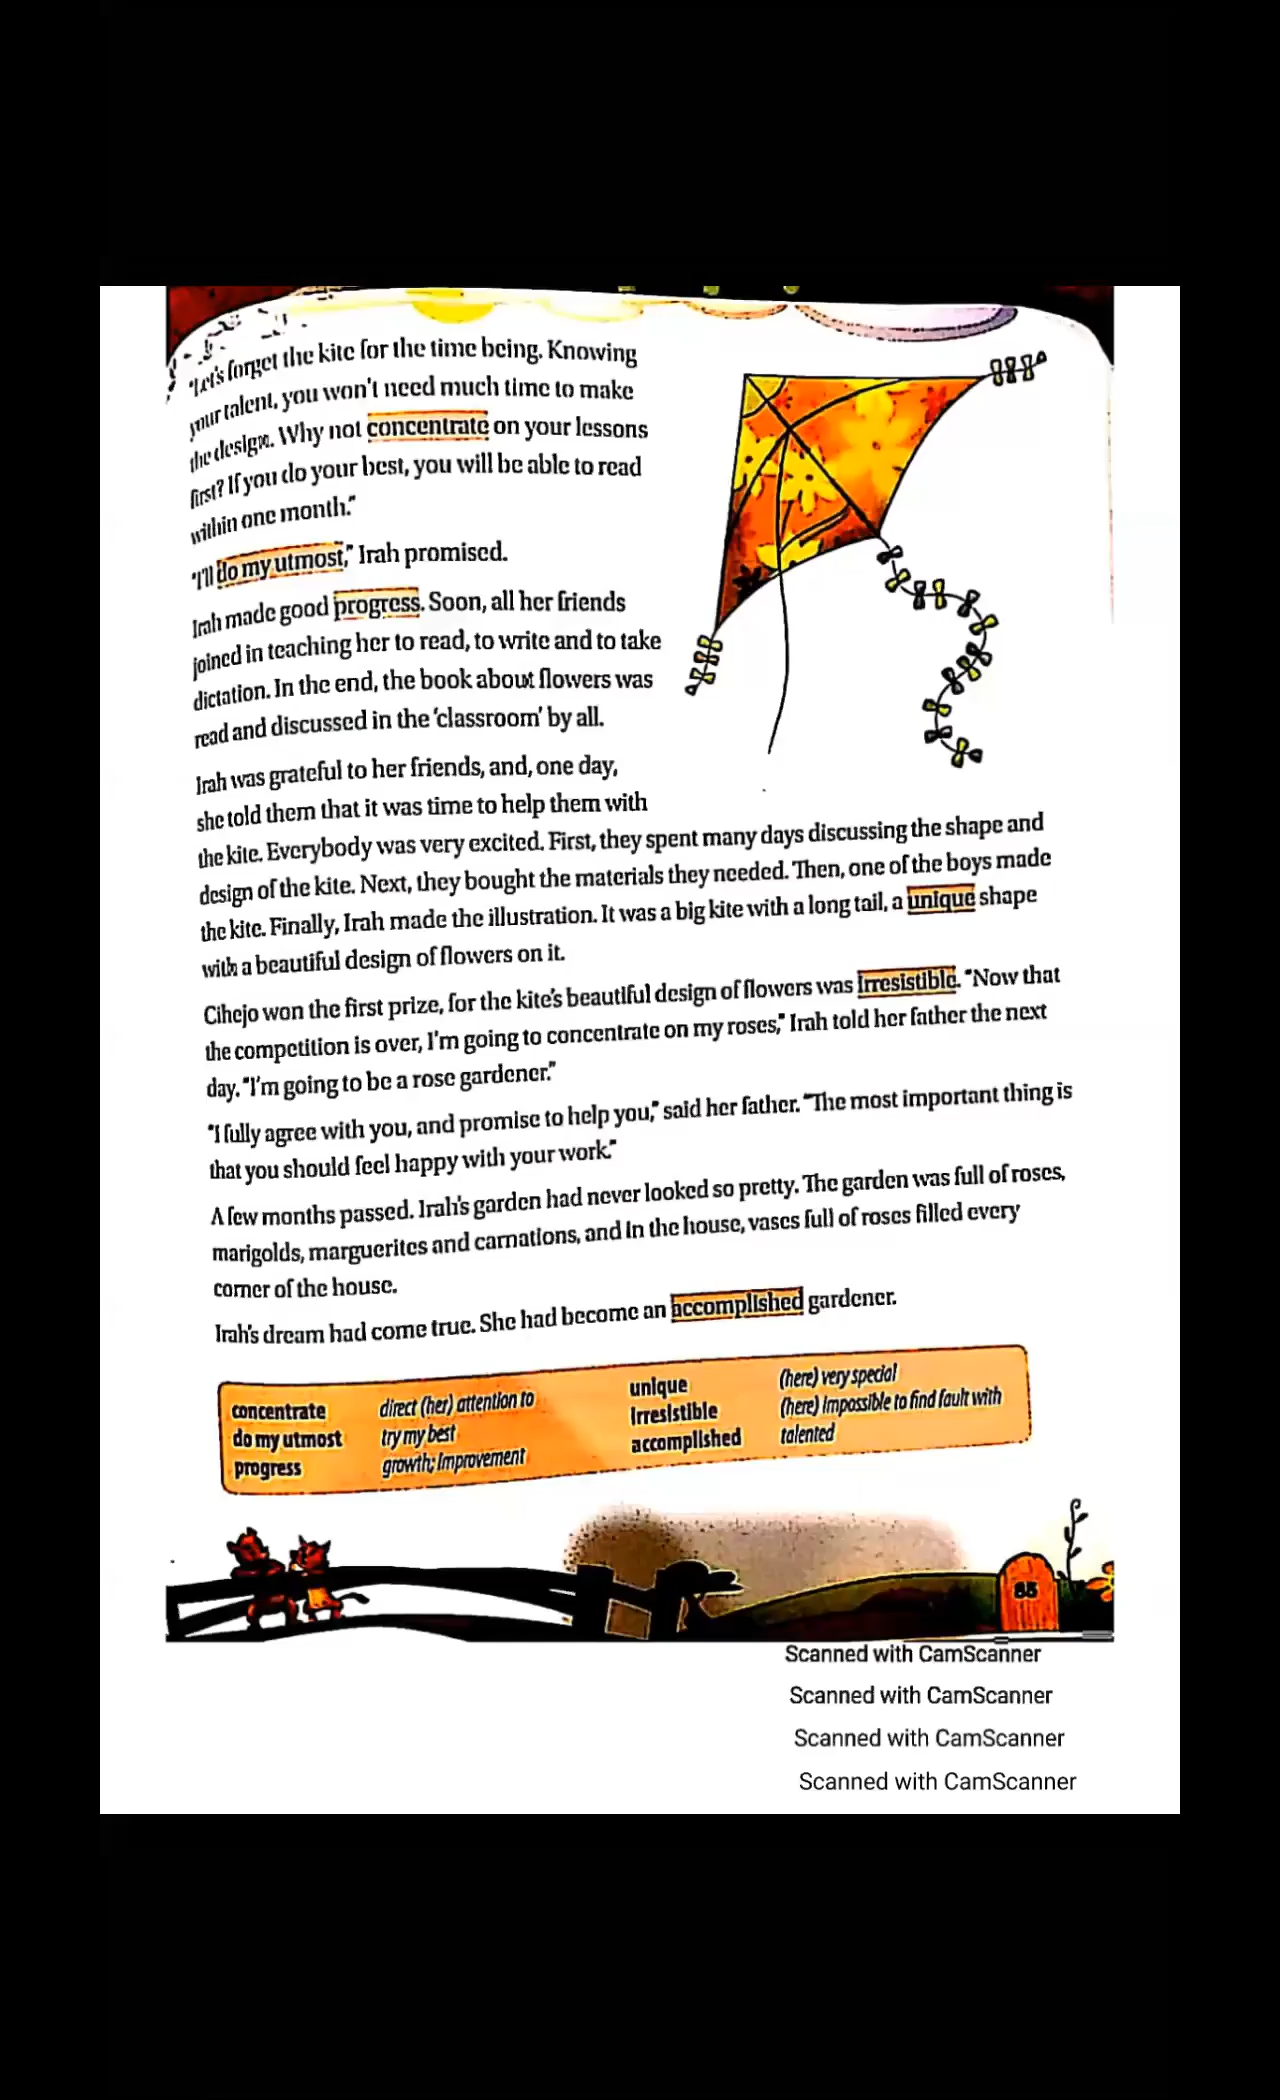 "Let's forget the kite for the time being. Knowing
your talent, you won't need much time to make
the design. Why not concentrate on your lessons
first? If you do your best, you will be able to read
within one month."
"I'll do my utmost," Irah promised.
Irah made good progress. Soon, all her friends
joined in teaching her to read, to write and to take
dictation. In the end, the book about flowers was
read and discussed in the 'classroom' by all.
Irah was grateful to her friends, and, one day,
she told them that it was time to help them with
the kite. Everybody was very excited. First, they spent many days discussing the shape and
design of the kite. Next, they bought the materials they needed. Then, one of the boys made
the kite. Finally, Irah made the illustration. It was a big kite with a long tail, a unique shape
with a beautiful design of flowers on it.
Cihejo won the first prize, for the kite's beautiful design of flowers was irresistible. "Now that
the competition is over, I'm going to concentrate on my roses," Irah told her father the next
day. "I'm going to be a rose gardener."
"I fully agree with you, and promise to help you," said her father. "The most important thing is
that you should feel happy with your work."
A few months passed. Irah's garden had never looked so pretty. The garden was full of roses,
marigolds, marguerites and carnations, and in the house, vases full of roses filled every
corner of the house.
Irah's dream had come true. She had become an accomplished gardener.
concentrate direct (her) attention to
do my utmost try my best
progress growth; improvement
unique (here) very special
irresistible (here) impossible to find fault with
accomplished talented
85
Scanned with CamScanner
Scanned with CamScanner
Scanned with CamScanner
Scanned with CamScanner